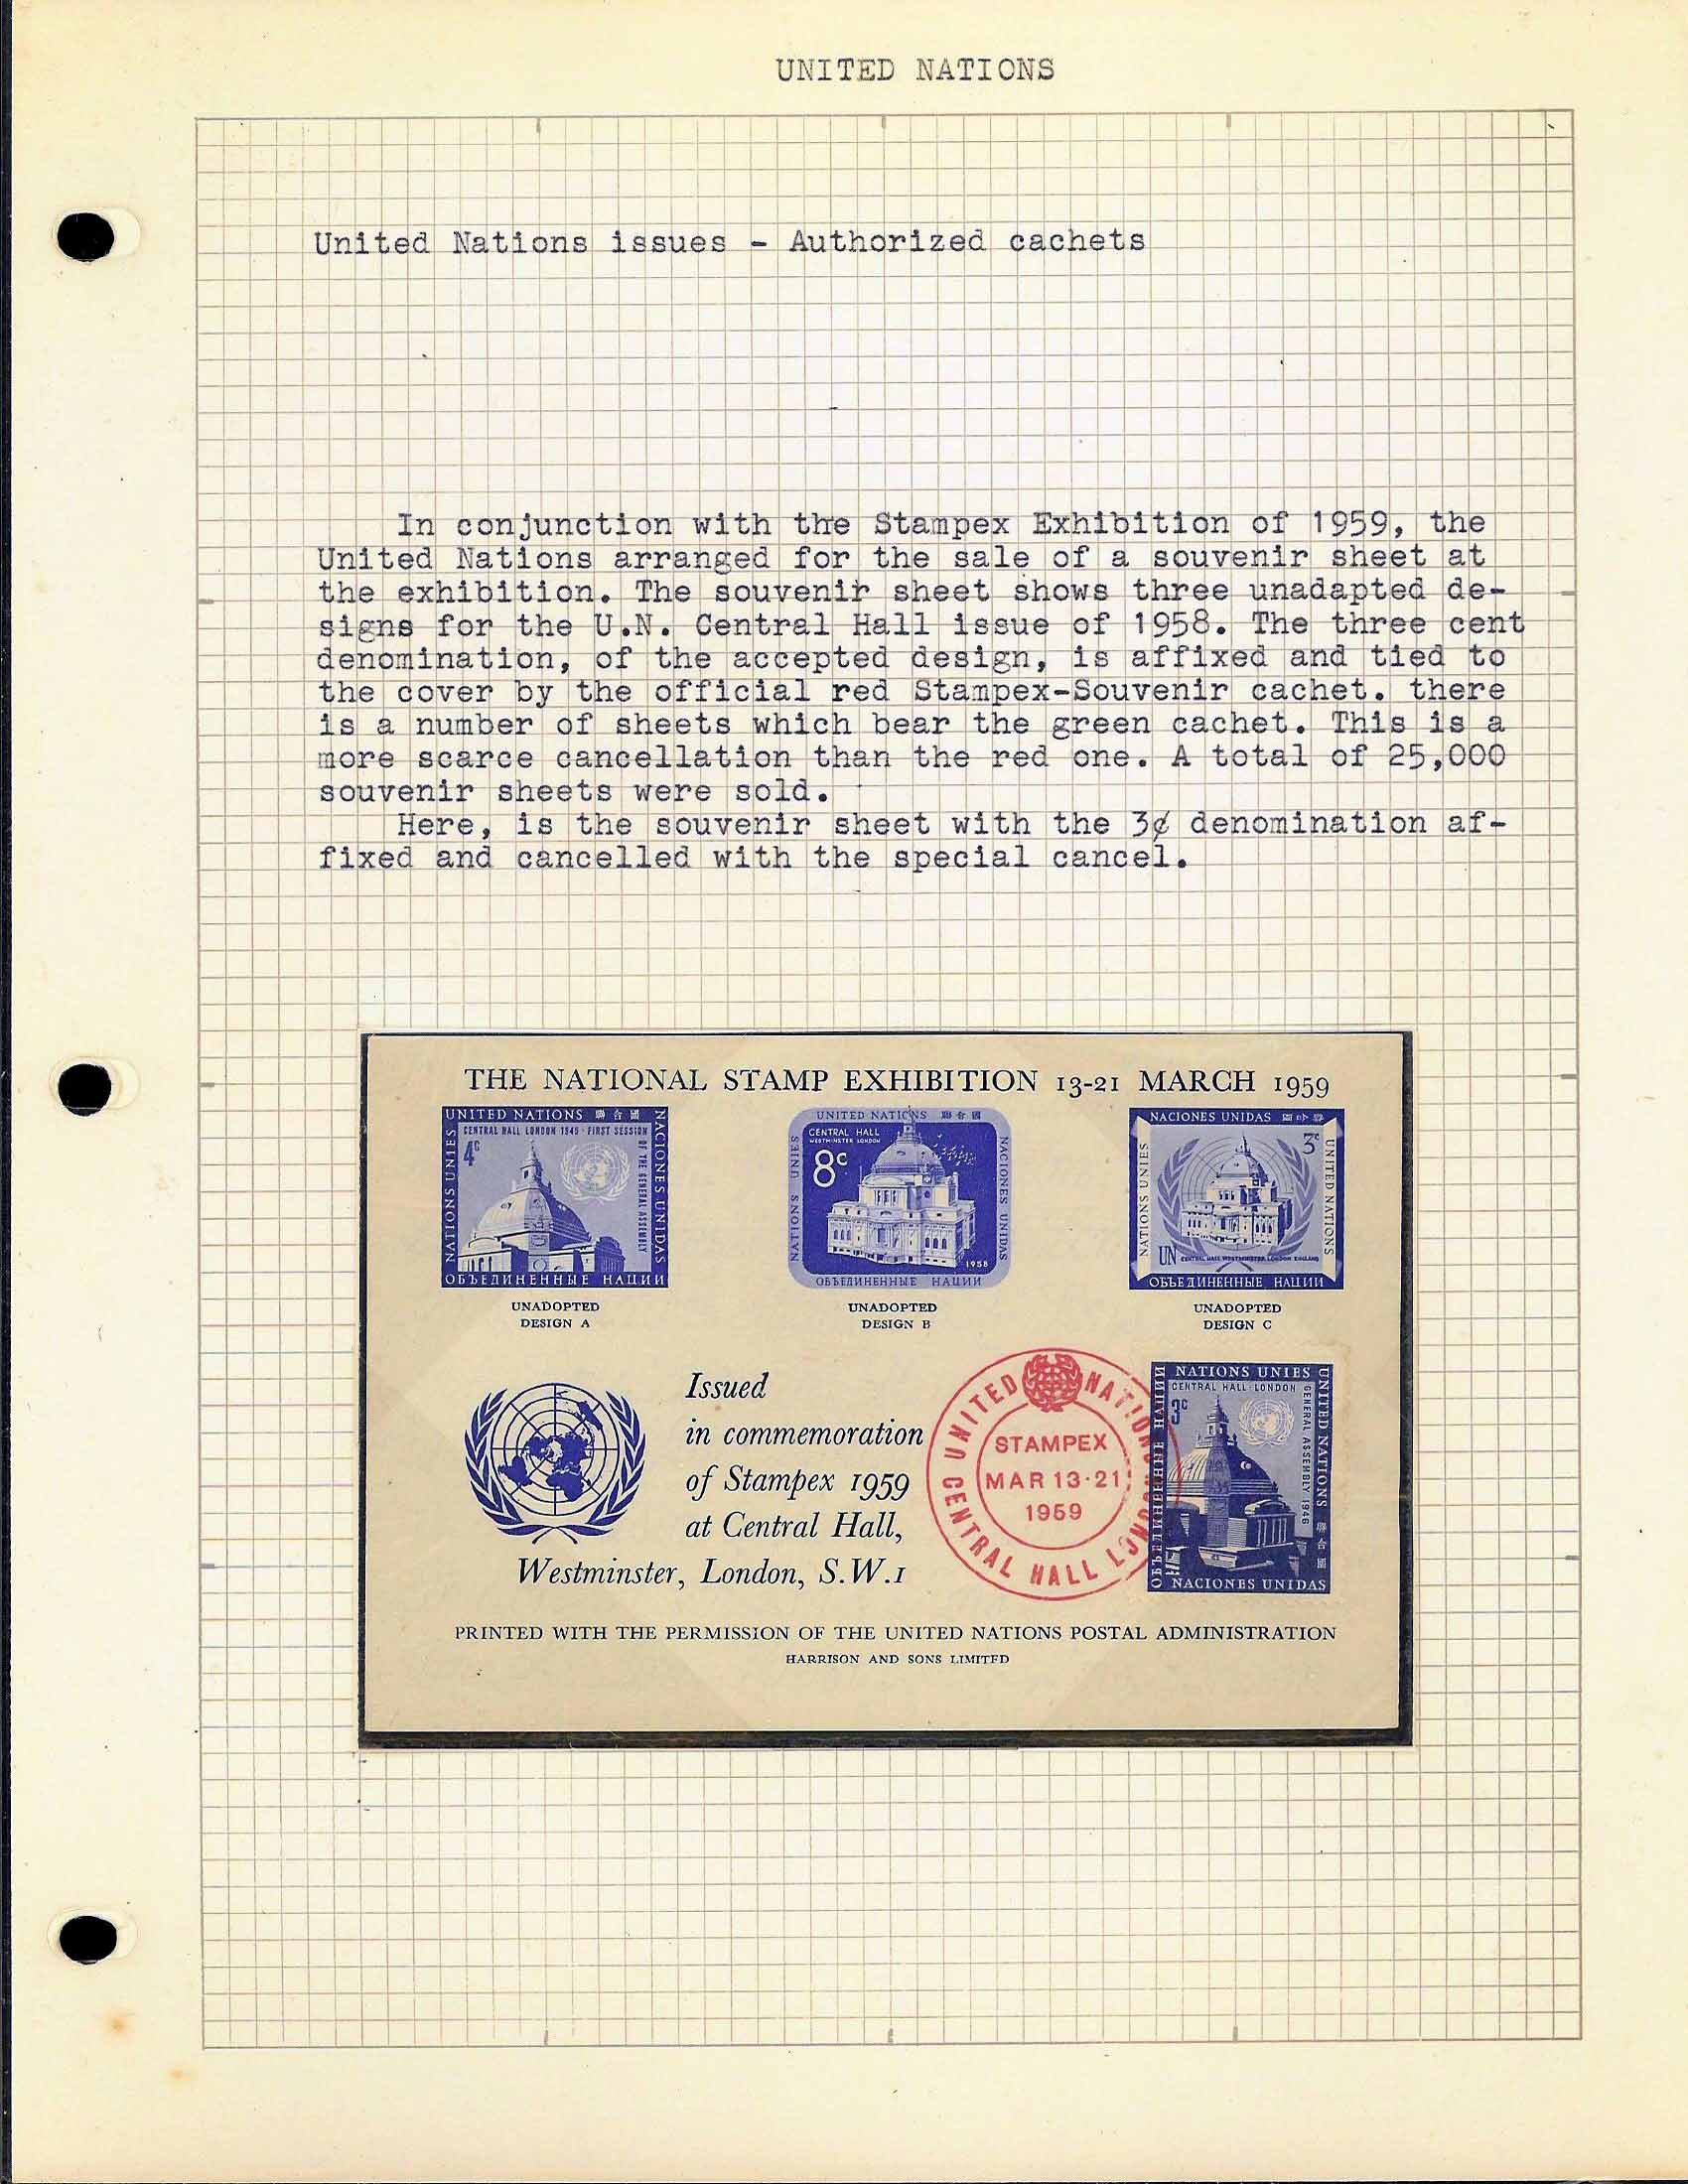 UNITED NATIONS
United Nations issues - Authorized cachets
In conjunction with the Stampex Exhibition of 1959, the
United Nations arranged for the sale of a souvenir sheet at
the exhibition. The souvenir sheet shows three unadapted de-
signs for the U.N. Central Hall issue of 1958. The three cent
denomination, of the accepted design, is affixed and tied to
the cover by the official red Stampex-Souvenir cachet. there
is a number of sheets which bear the green cachet. This is a
more scarce cancellation than the red one. A total of 25,000
souvenir sheets were sold.
Here, is the souvenir sheet with the 3¢ denomination af-
fixed and cancelled with the special cancel.
THE NATIONAL STAMP EXHIBITION 13-21 MARCH 1959
UNITED NATIONS 聯合國
CENTRAL HALL LONDON 1945 · FIRST SESSION
OF THE GENERAL ASSEMBLY
4c
NATIONS UNIES
NACIONES UNIDAS
ОБЪЕДИНЕННЫЕ НАЦИИ
UNADOPTED
DESIGN A
UNITED NATIONS 聯合國
CENTRAL HALL
WESTMINSTER LONDON
8c
NATIONS UNIES
NACIONES UNIDAS
1958
ОБЪЕДИНЕННЫЕ НАЦИИ
UNADOPTED
DESIGN B
NACIONES UNIDAS 國合聯
3c
NATIONS UNIES
UNITED NATIONS
UN
CENTRAL HALL WESTMINSTER LONDON ENGLAND
ОБЪЕДИНЕННЫЕ НАЦИИ
UNADOPTED
DESIGN C
Issued
in commemoration
of Stampex 1959
at Central Hall,
Westminster, London, S.W.1
UNITED NATIONS
STAMPEX
MAR 13·21
1959
CENTRAL HALL LONDON
NATIONS UNIES
CENTRAL HALL · LONDON
3c
GENERAL ASSEMBLY 1946
UNITED NATIONS 聯合國
ОБЪЕДИНЕННЫЕ НАЦИИ
NACIONES UNIDAS
PRINTED WITH THE PERMISSION OF THE UNITED NATIONS POSTAL ADMINISTRATION
HARRISON AND SONS LIMITED